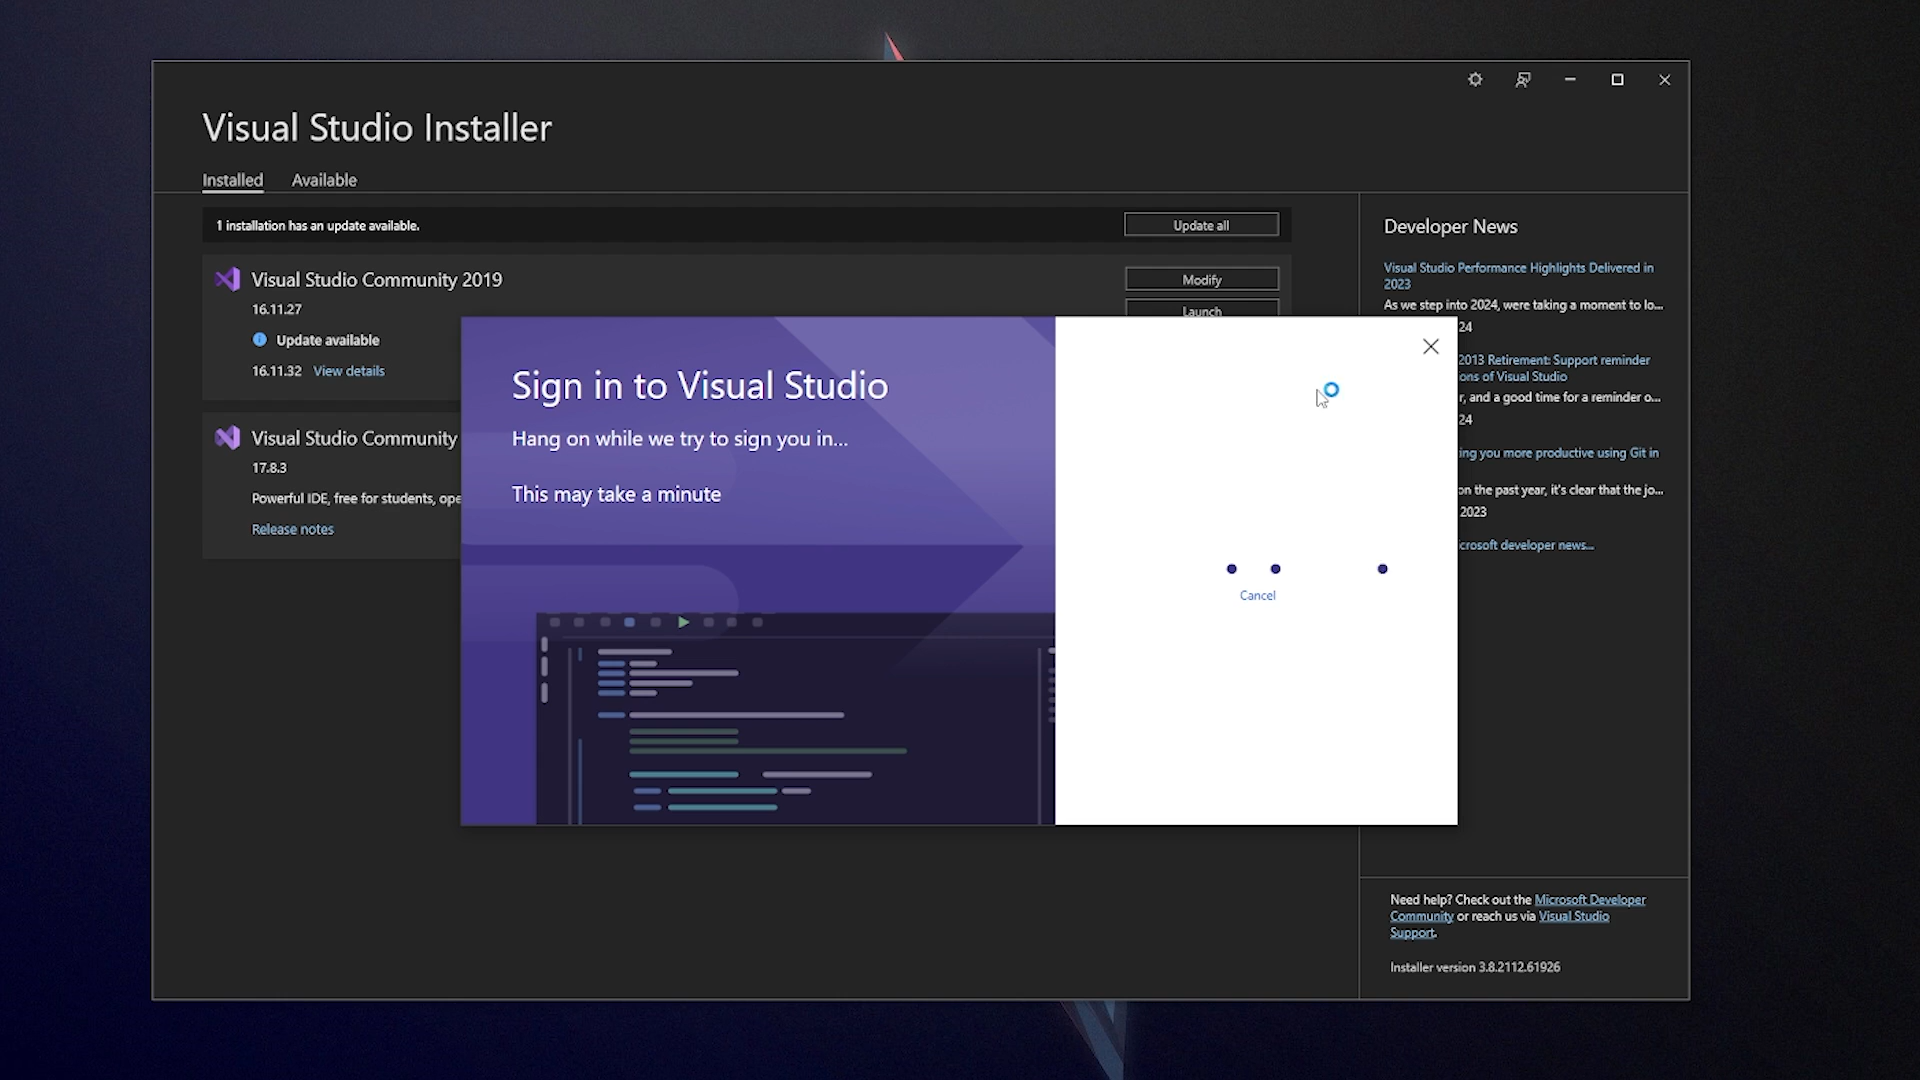 Visual Studio Installer
Installed
Available
1 installation has an update available.
Update all
Visual Studio Community 2019
16.11.27
Update available
16.11.32 View details
Modify
Launch
Visual Studio Community
17.8.3
Powerful IDE, free for students, ope
Release notes
Sign in to Visual Studio
Hang on while we try to sign you in...
This may take a minute
Cancel
Developer News
Visual Studio Performance Highlights Delivered in
2023
As we step into 2024, were taking a moment to lo...
24
2013 Retirement: Support reminder
ons of Visual Studio
r, and a good time for a reminder o...
24
ing you more productive using Git in
on the past year, it's clear that the jo...
2023
icrosoft developer news...
Need help? Check out the Microsoft Developer
Community or reach us via Visual Studio
Support.
Installer version 3.8.2112.61926